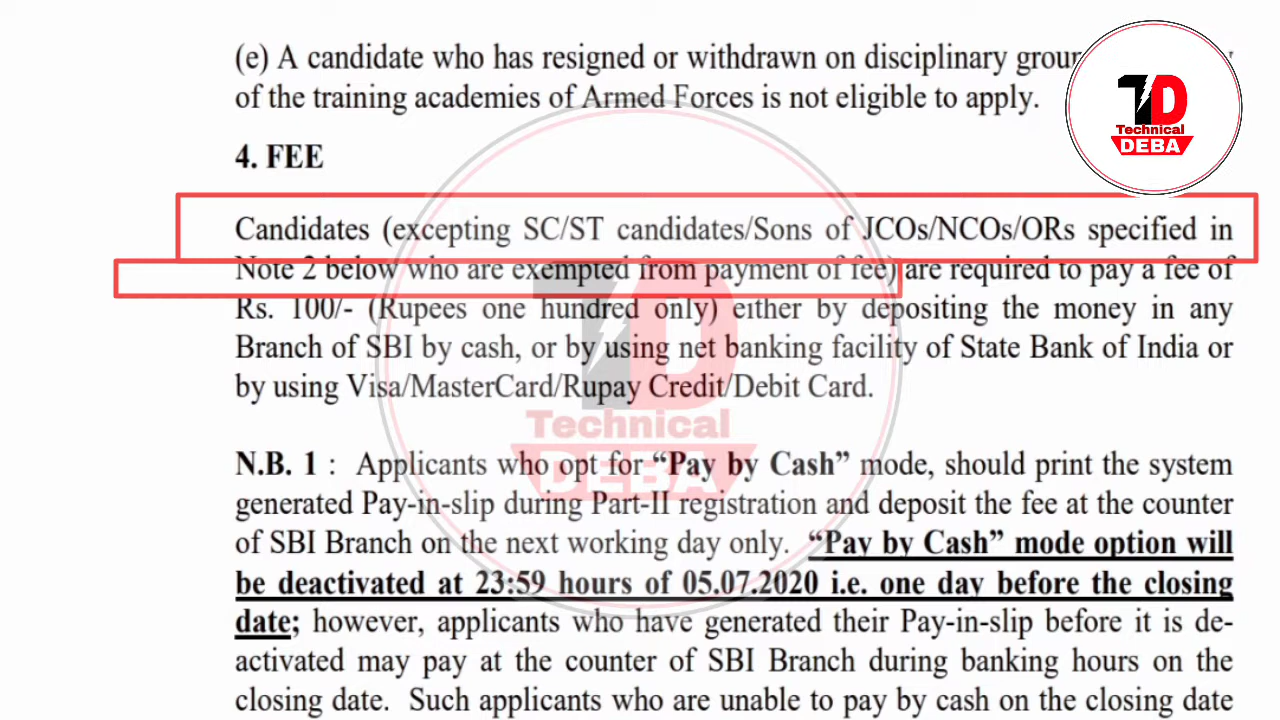 (e) A candidate who has resigned or withdrawn on disciplinary
of the training academies of Armed Forces is not eligible to apply.
4. FEE
Candidates (excepting SC/ST candidates/Sons of JCOs/NCOs/ORs specified in
Note 2 below who are exempted from payment of fee) are required to pay a fee of
Rs. 100/- (Rupees one hundred only) either by depositing the money in any
Branch of SBI by cash, or by using net banking facility of State Bank of India or
by using Visa/MasterCard/Rupay Credit/Debit Card.
N.B. 1 : Applicants who opt for “Pay by Cash” mode, should print the system
generated Pay-in-slip during Part-II registration and deposit the fee at the counter
of SBI Branch on the next working day only. “Pay by Cash” mode option will
be deactivated at 23:59 hours of 05.07.2020 i.e. one day before the closing
date; however, applicants who have generated their Pay-in-slip before it is de-
activated may pay at the counter of SBI Branch during banking hours on the
closing date. Such applicants who are unable to pay by cash on the closing date
TD
Technical
DEBA
TD
Technical
DEBA